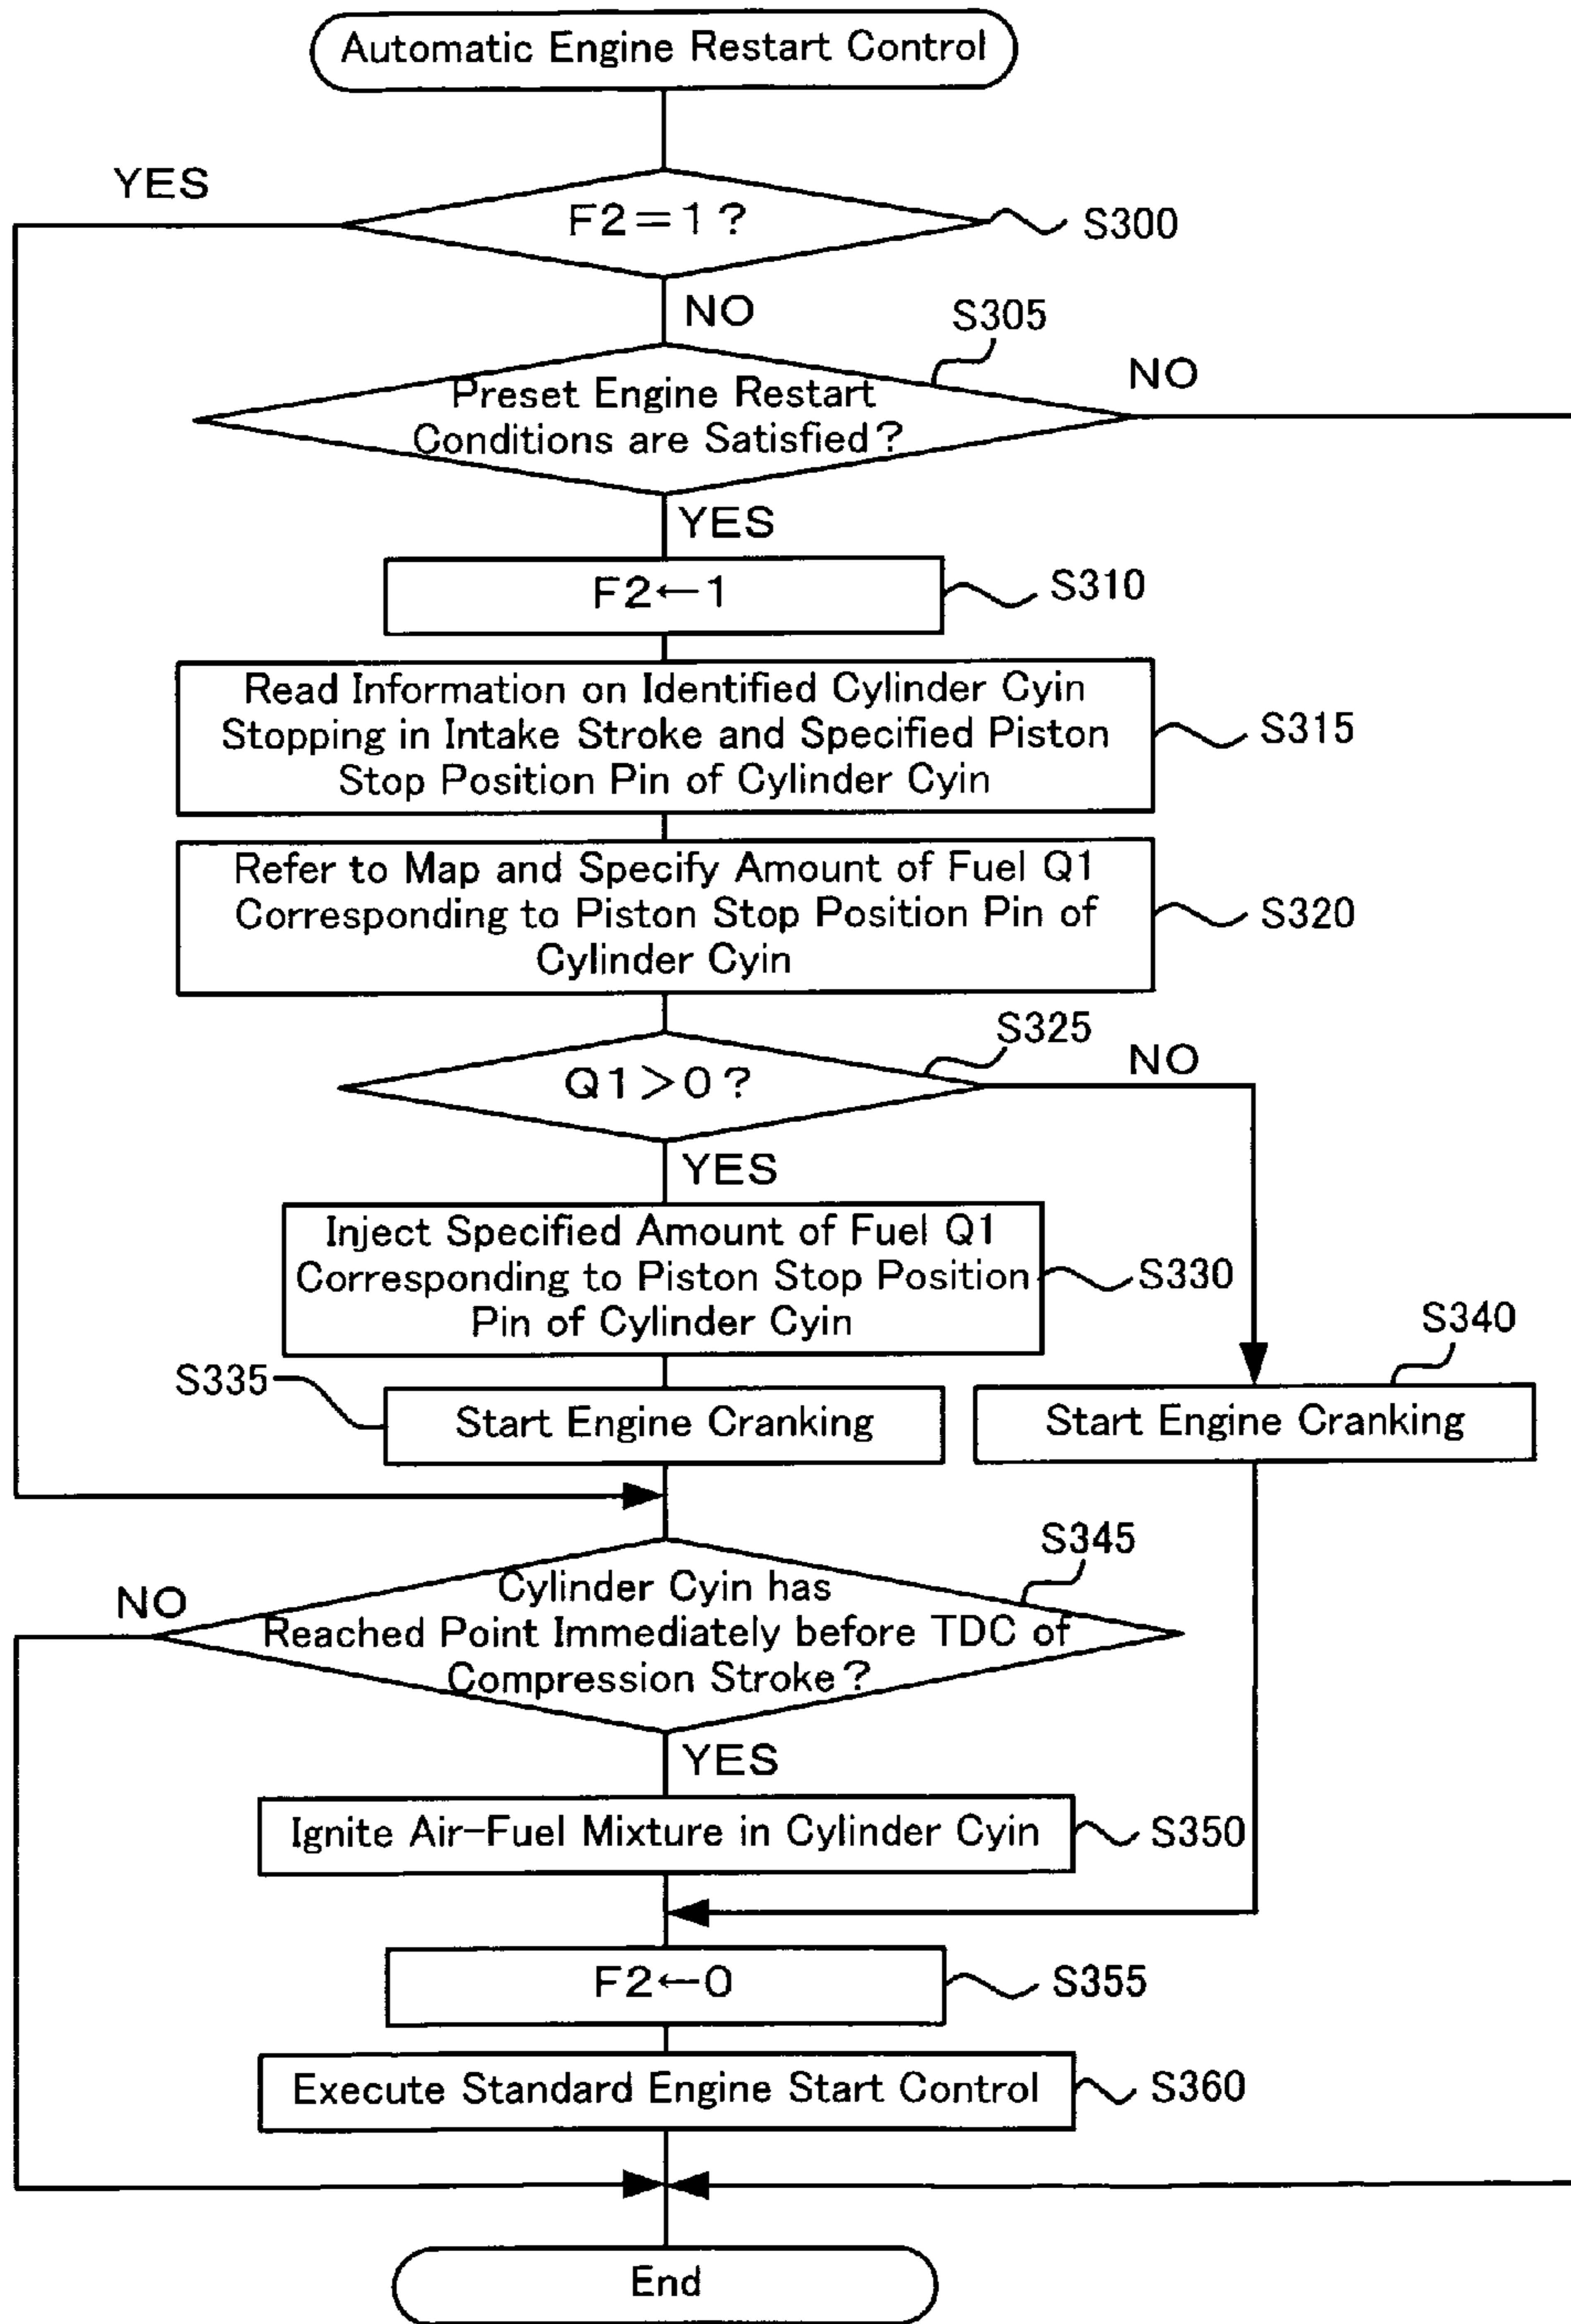 Automatic Engine Restart Control
YES
F2=1?
S300
NO
S305
Preset Engine Restart
Conditions are Satisfied?
NO
YES
F2←1
S310
Read Information on Identified Cylinder Cyin
Stopping in Intake Stroke and Specified Piston
Stop Position Pin of Cylinder Cyin
S315
Refer to Map and Specify Amount of Fuel Q1
Corresponding to Piston Stop Position Pin of
Cylinder Cyin
S320
S325
Q1>0?
NO
YES
Inject Specified Amount of Fuel Q1
Corresponding to Piston Stop Position
Pin of Cylinder Cyin
S330
S335
Start Engine Cranking
S340
Start Engine Cranking
S345
Cylinder Cyin has
Reached Point Immediately before TDC of
Compression Stroke?
NO
YES
Ignite Air-Fuel Mixture in Cylinder Cyin
S350
F2←0
S355
Execute Standard Engine Start Control
S360
End